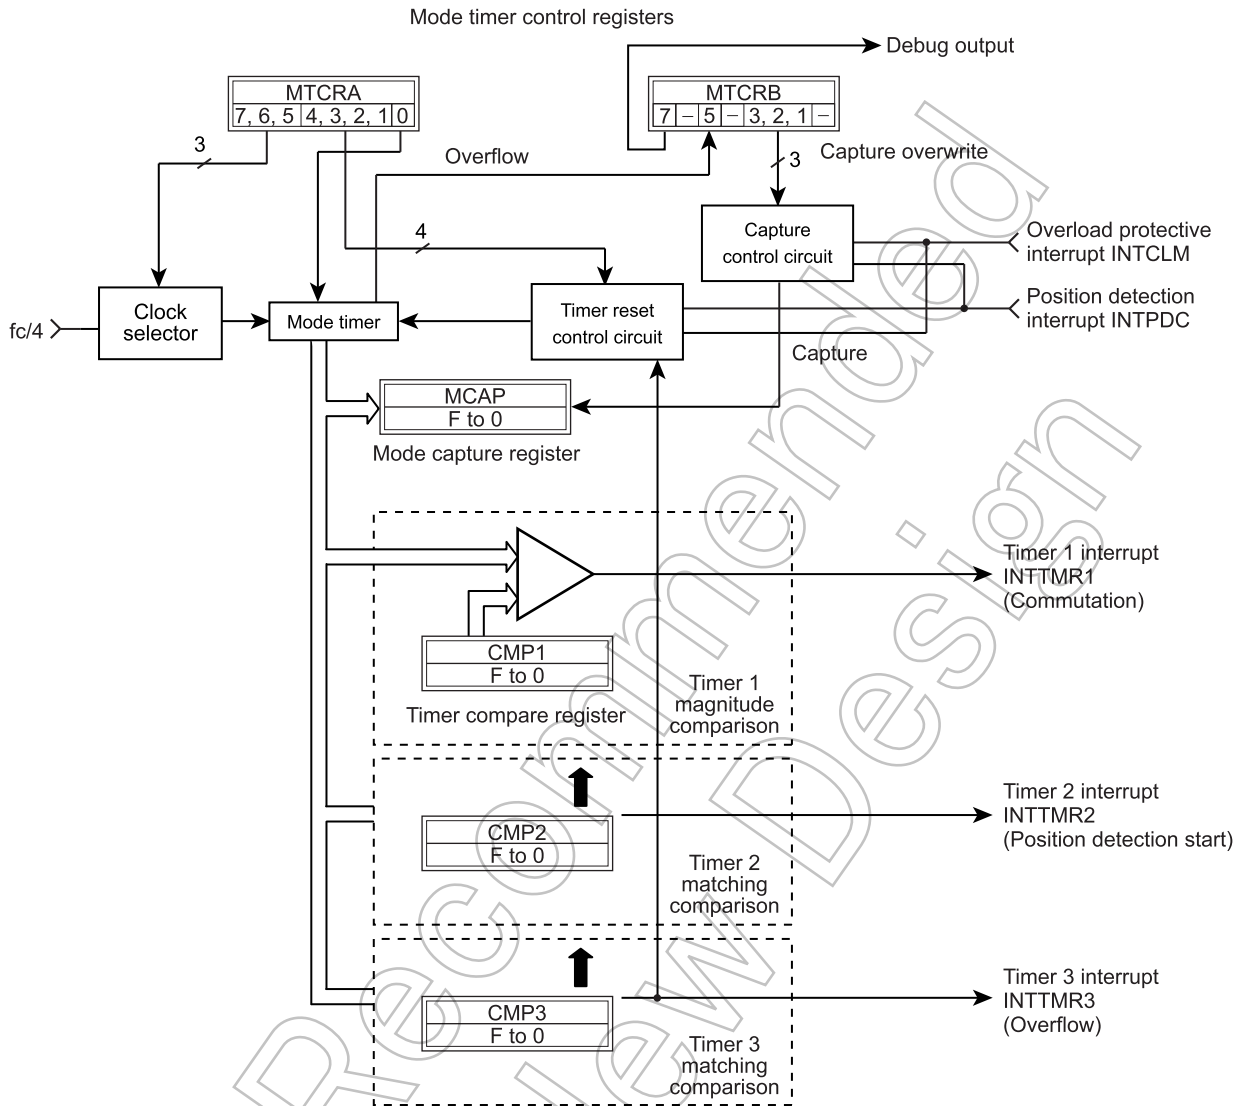 Mode timer control registers
Debug output
MTCRA
7, 6, 5 4, 3, 2, 1 0
MTCRB
7 – 5 – 3, 2, 1 –
3
Overflow
3
Capture overwrite
4
Capture
control circuit
Overload protective
interrupt INTCLM
fc/4
Clock
selector
Mode timer
Timer reset
control circuit
Position detection
interrupt INTPDC
Capture
MCAP
F to 0
Mode capture register
Timer 1 interrupt
INTTMR1
(Commutation)
CMP1
F to 0
Timer compare register
Timer 1
magnitude
comparison
CMP2
F to 0
Timer 2
matching
comparison
Timer 2 interrupt
INTTMR2
(Position detection start)
CMP3
F to 0
Timer 3
matching
comparison
Timer 3 interrupt
INTTMR3
(Overflow)
Recommended
New Design